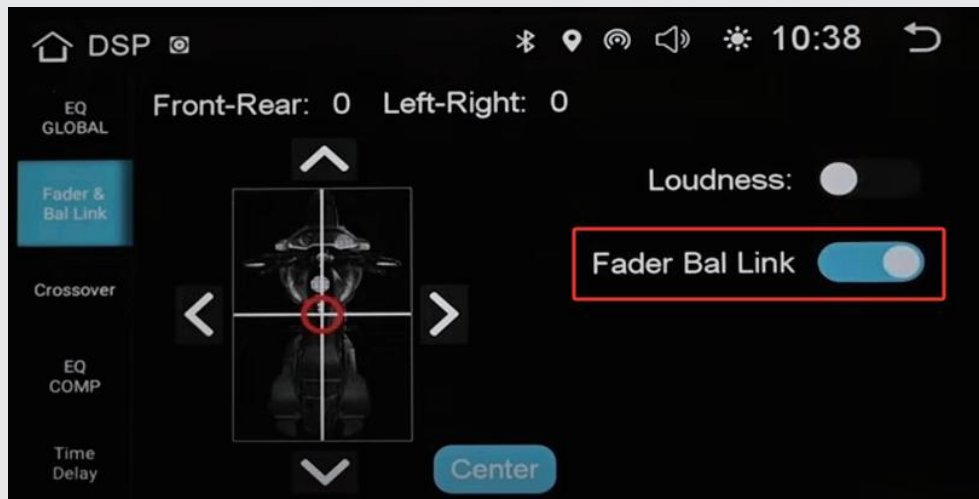 DSP
10:38
EQ
GLOBAL
Front-Rear: 0 Left-Right: 0
Fader &
Bal Link
Loudness:
Fader Bal Link
Crossover
EQ
COMP
Time
Delay
Center